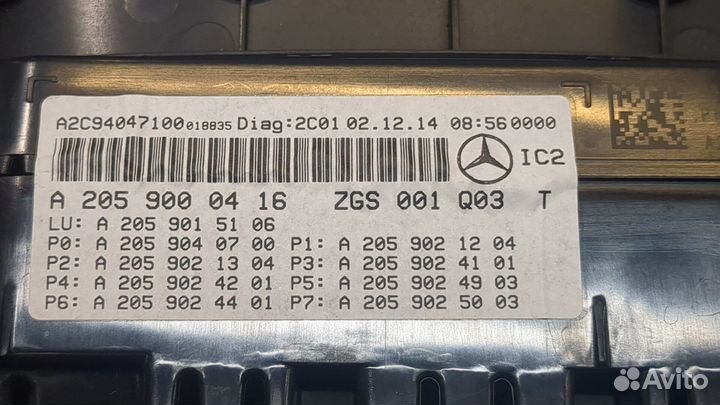 A2C94047100018835 Diag:2C01 02.12.14 08:560000
IC2
A 205 900 04 16 ZGS 001 Q03 T
LU: A 205 901 51 06
P0: A 205 904 07 00 P1: A 205 902 12 04
P2: A 205 902 13 04 P3: A 205 902 41 01
P4: A 205 902 42 01 P5: A 205 902 49 03
P6: A 205 902 44 01 P7: A 205 902 50 03
Avito